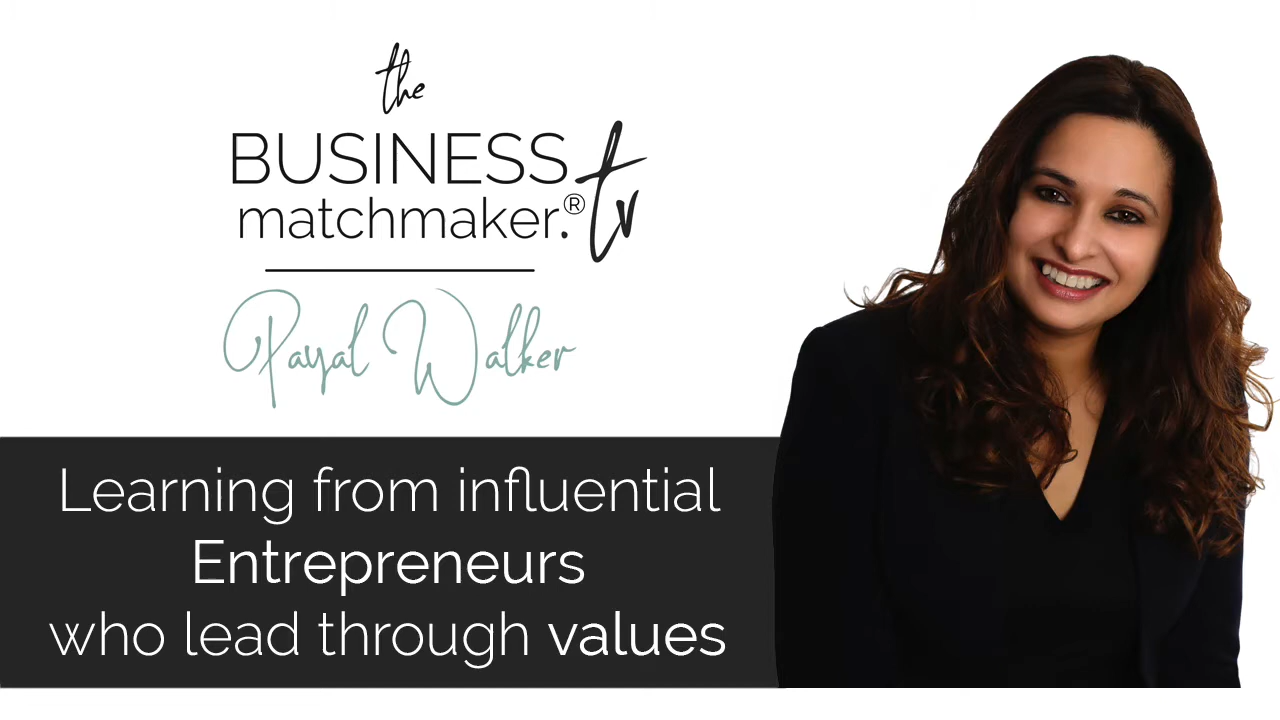 the
BUSINESS
matchmaker.® tv
Payal Walker
Learning from influential
Entrepreneurs
who lead through values